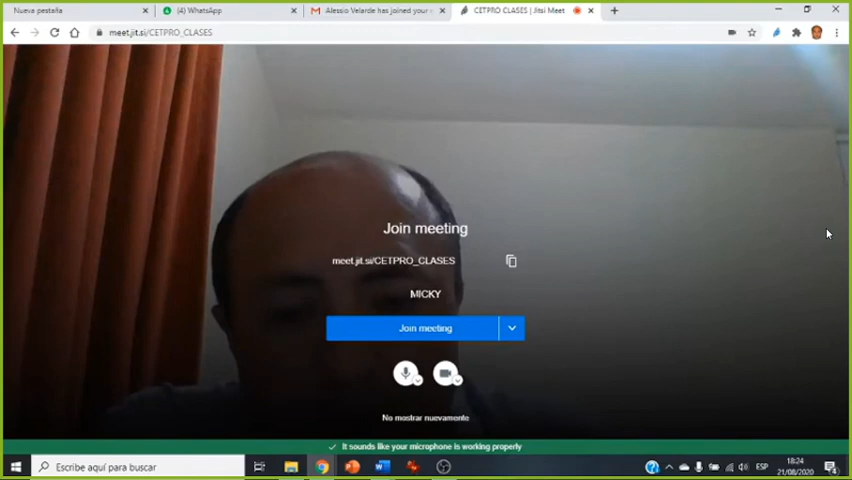 Nueva pestaña
(4) WhatsApp
Alessio Velarde has joined your v
CETPRO CLASES | Jitsi Meet
meet.jit.si/CETPRO_CLASES
Join meeting
meet.jit.si/CETPRO_CLASES
MICKY
Join meeting
No mostrar nuevamente
It sounds like your microphone is working properly
Escribe aquí para buscar
ESP
18:24
21/08/2020